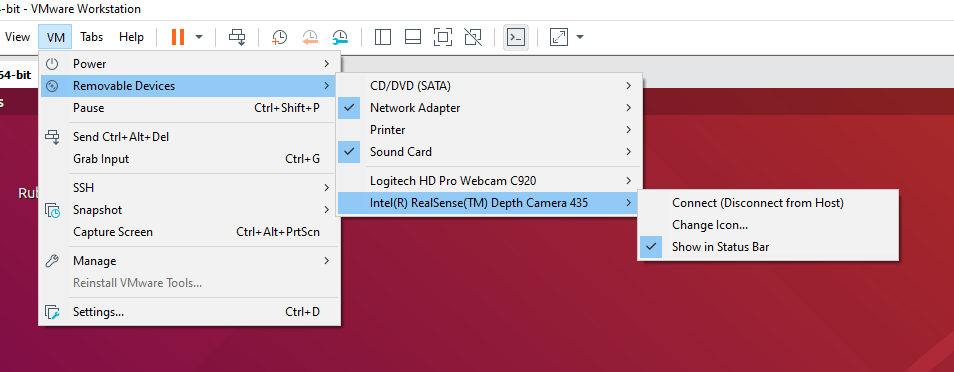 -bit - VMware Workstation
View VM Tabs Help
64-bit
s
Power
Removable Devices
Pause Ctrl+Shift+P
Send Ctrl+Alt+Del
Grab Input Ctrl+G
SSH
Snapshot
Capture Screen Ctrl+Alt+PrtScn
Manage
Reinstall VMware Tools...
Settings... Ctrl+D
CD/DVD (SATA)
Network Adapter
Printer
Sound Card
Logitech HD Pro Webcam C920
Intel(R) RealSense(TM) Depth Camera 435
Connect (Disconnect from Host)
Change Icon...
Show in Status Bar